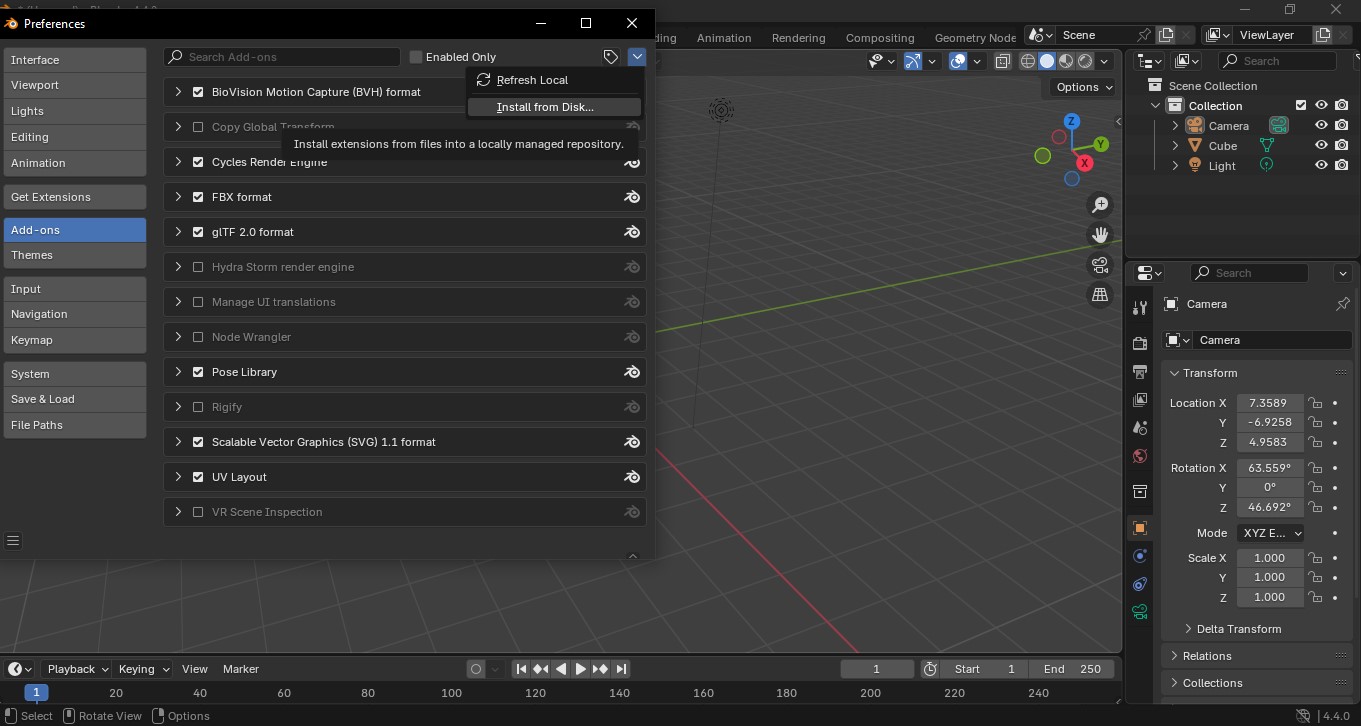 Preferences
ding
Animation
Rendering
Compositing
Geometry Node
Scene
ViewLayer
Search Add-ons
Enabled Only
Options
Search
Interface
Viewport
Lights
Editing
Animation
Get Extensions
Add-ons
Themes
Input
Navigation
Keymap
System
Save & Load
File Paths
Refresh Local
Install from Disk...
Install extensions from files into a locally managed repository.
BioVision Motion Capture (BVH) format
Copy Global Transform
Cycles Render Engine
FBX format
glTF 2.0 format
Hydra Storm render engine
Manage UI translations
Node Wrangler
Pose Library
Rigify
Scalable Vector Graphics (SVG) 1.1 format
UV Layout
VR Scene Inspection
Z
Y
X
Scene Collection
Collection
Camera
Cube
Light
Search
Camera
Camera
Transform
Location X 7.3589
Y -6.9258
Z 4.9583
Rotation X 63.559°
Y 0°
Z 46.692°
Mode XYZ E...
Scale X 1.000
Y 1.000
Z 1.000
Delta Transform
Relations
Collections
Playback Keying View Marker
1 Start 1 End 250
1 20 40 60 80 100 120 140 160 180 200 220 240
Select Rotate View Options
4.4.0